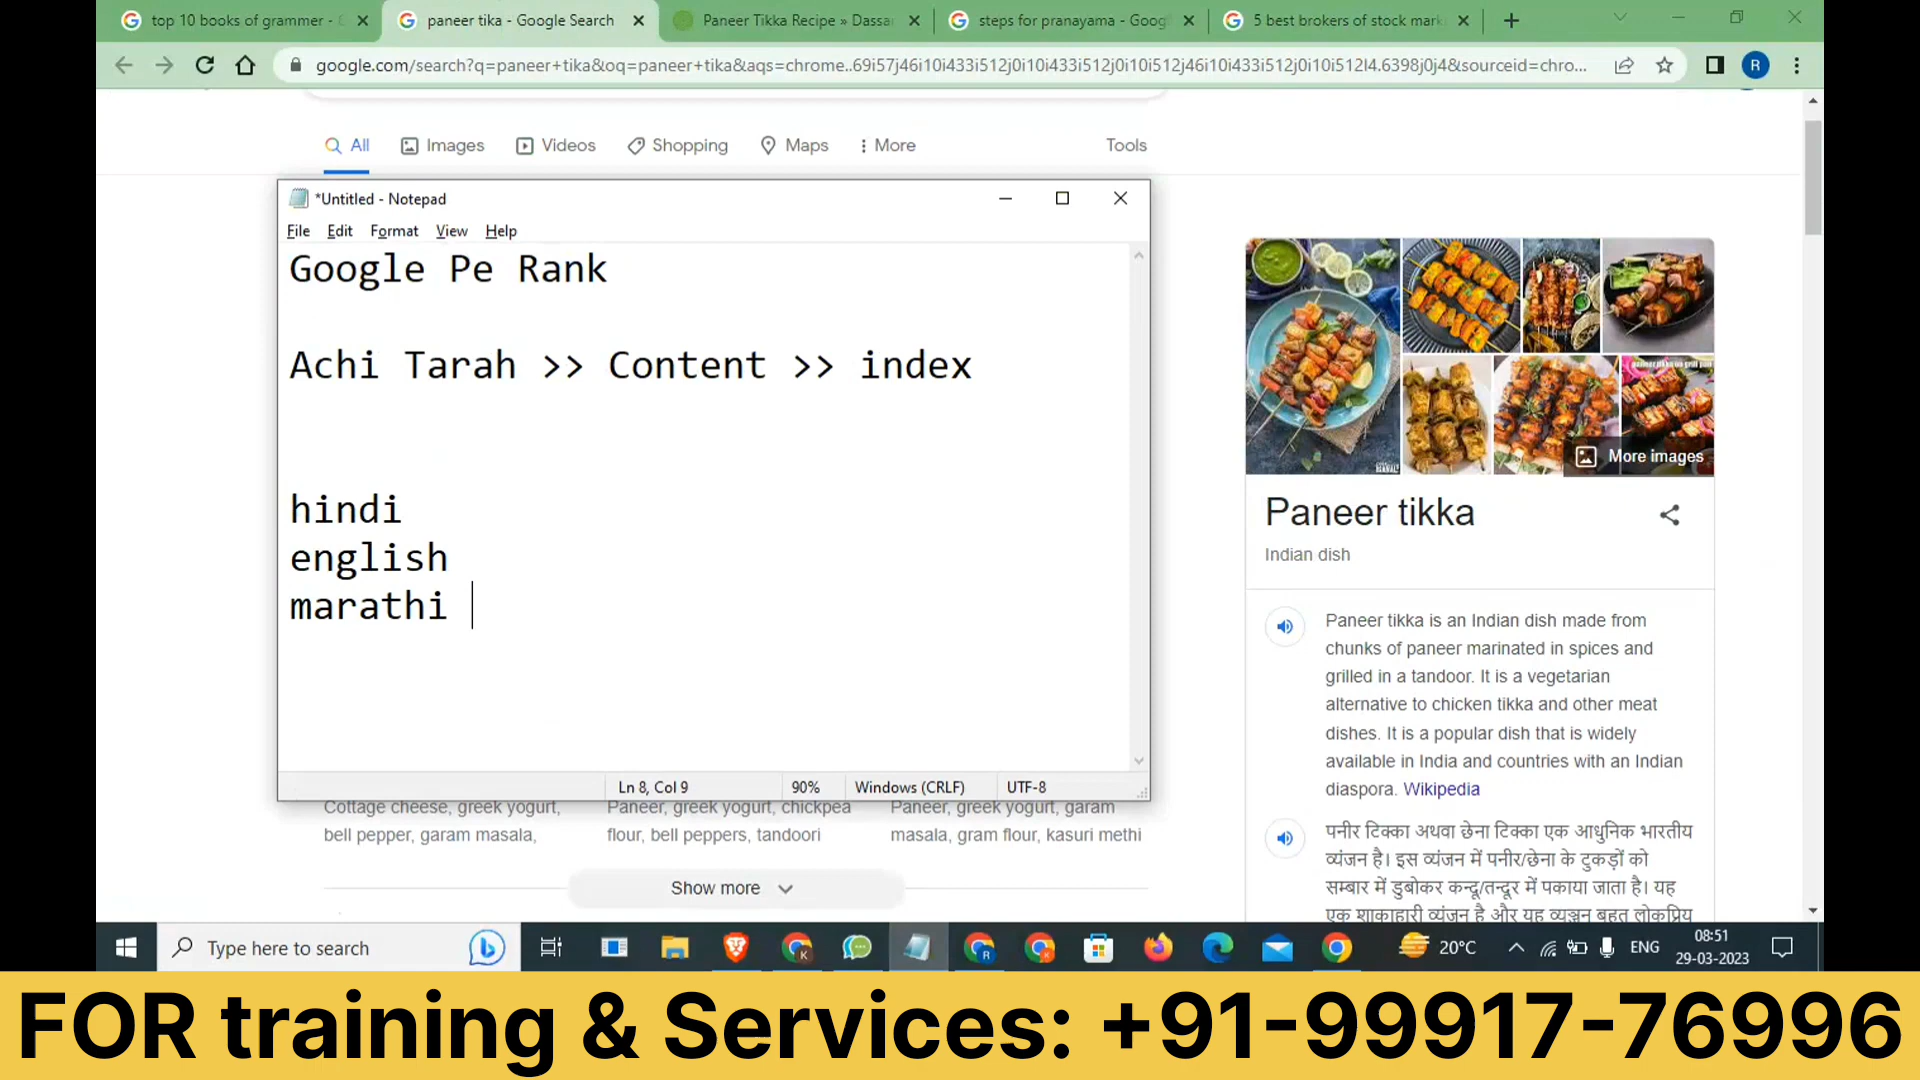 top 10 books of grammer -
paneer tika - Google Search
Paneer Tikka Recipe » Dassa
steps for pranayama - Goog
5 best brokers of stock mark
google.com/search?q=paneer+tika&oq=paneer+tika&aqs=chrome..69i57j46i10i433i512j0i10i433i512j0i10i512j46i10i433i512j0i10i512l4.6398j0j4&sourceid=chro...
R
All
Images
Videos
Shopping
Maps
More
Tools
*Untitled - Notepad
File Edit Format View Help
Google Pe Rank
Achi Tarah >> Content >> index
hindi
english
marathi
Ln 8, Col 9
90%
Windows (CRLF)
UTF-8
More images
Paneer tikka
Indian dish
Paneer tikka is an Indian dish made from
chunks of paneer marinated in spices and
grilled in a tandoor. It is a vegetarian
alternative to chicken tikka and other meat
dishes. It is a popular dish that is widely
available in India and countries with an Indian
diaspora. Wikipedia
पनीर टिक्का अथवा छेना टिक्का एक आधुनिक भारतीय
व्यंजन है। इस व्यंजन में पनीर/छेना के टुकड़ों को
सम्बार में डुबोकर कन्दू/तन्दूर में पकाया जाता है। यह
एक शाकाहारी व्यंजन है और यह व्यञ्जन बहुत लोकप्रिय
Cottage cheese, greek yogurt,
bell pepper, garam masala,
Paneer, greek yogurt, chickpea
flour, bell peppers, tandoori
Paneer, greek yogurt, garam
masala, gram flour, kasuri methi
Show more
Type here to search
20°C
ENG
08:51
29-03-2023
FOR training & Services: +91-99917-76996